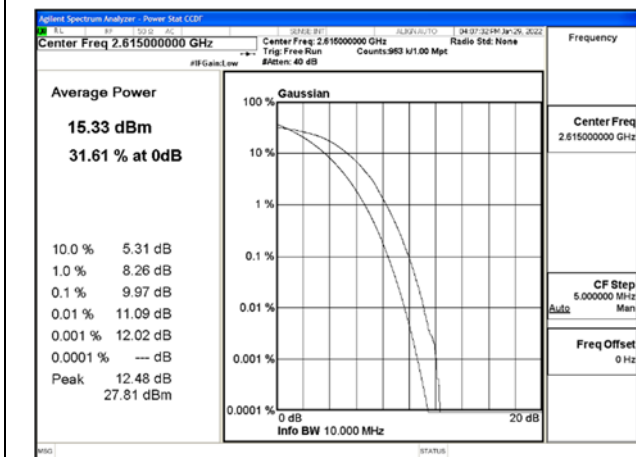 Agilent Spectrum Analyzer - Power Stat CCDF
RL RF 50 Ω AC SENSE:INT ALIGN AUTO 04:07:32 PM Jan 29, 2022
Center Freq 2.615000000 GHz
Center Freq: 2.615000000 GHz
Radio Std: None
Trig: Free Run
Counts:963 k/1.00 Mpt
#IFGain:Low
#Atten: 40 dB
Frequency
Average Power
15.33 dBm
31.61 % at 0dB
10.0 % 5.31 dB
1.0 % 8.26 dB
0.1 % 9.97 dB
0.01 % 11.09 dB
0.001 % 12.02 dB
0.0001 % --- dB
Peak 12.48 dB
27.81 dBm
Gaussian
100 %
10 %
1 %
0.1 %
0.01 %
0.001 %
0.0001 %
0 dB
20 dB
Info BW 10.000 MHz
Center Freq
2.615000000 GHz
CF Step
5.000000 MHz
Auto Man
Freq Offset
0 Hz
MSG
STATUS